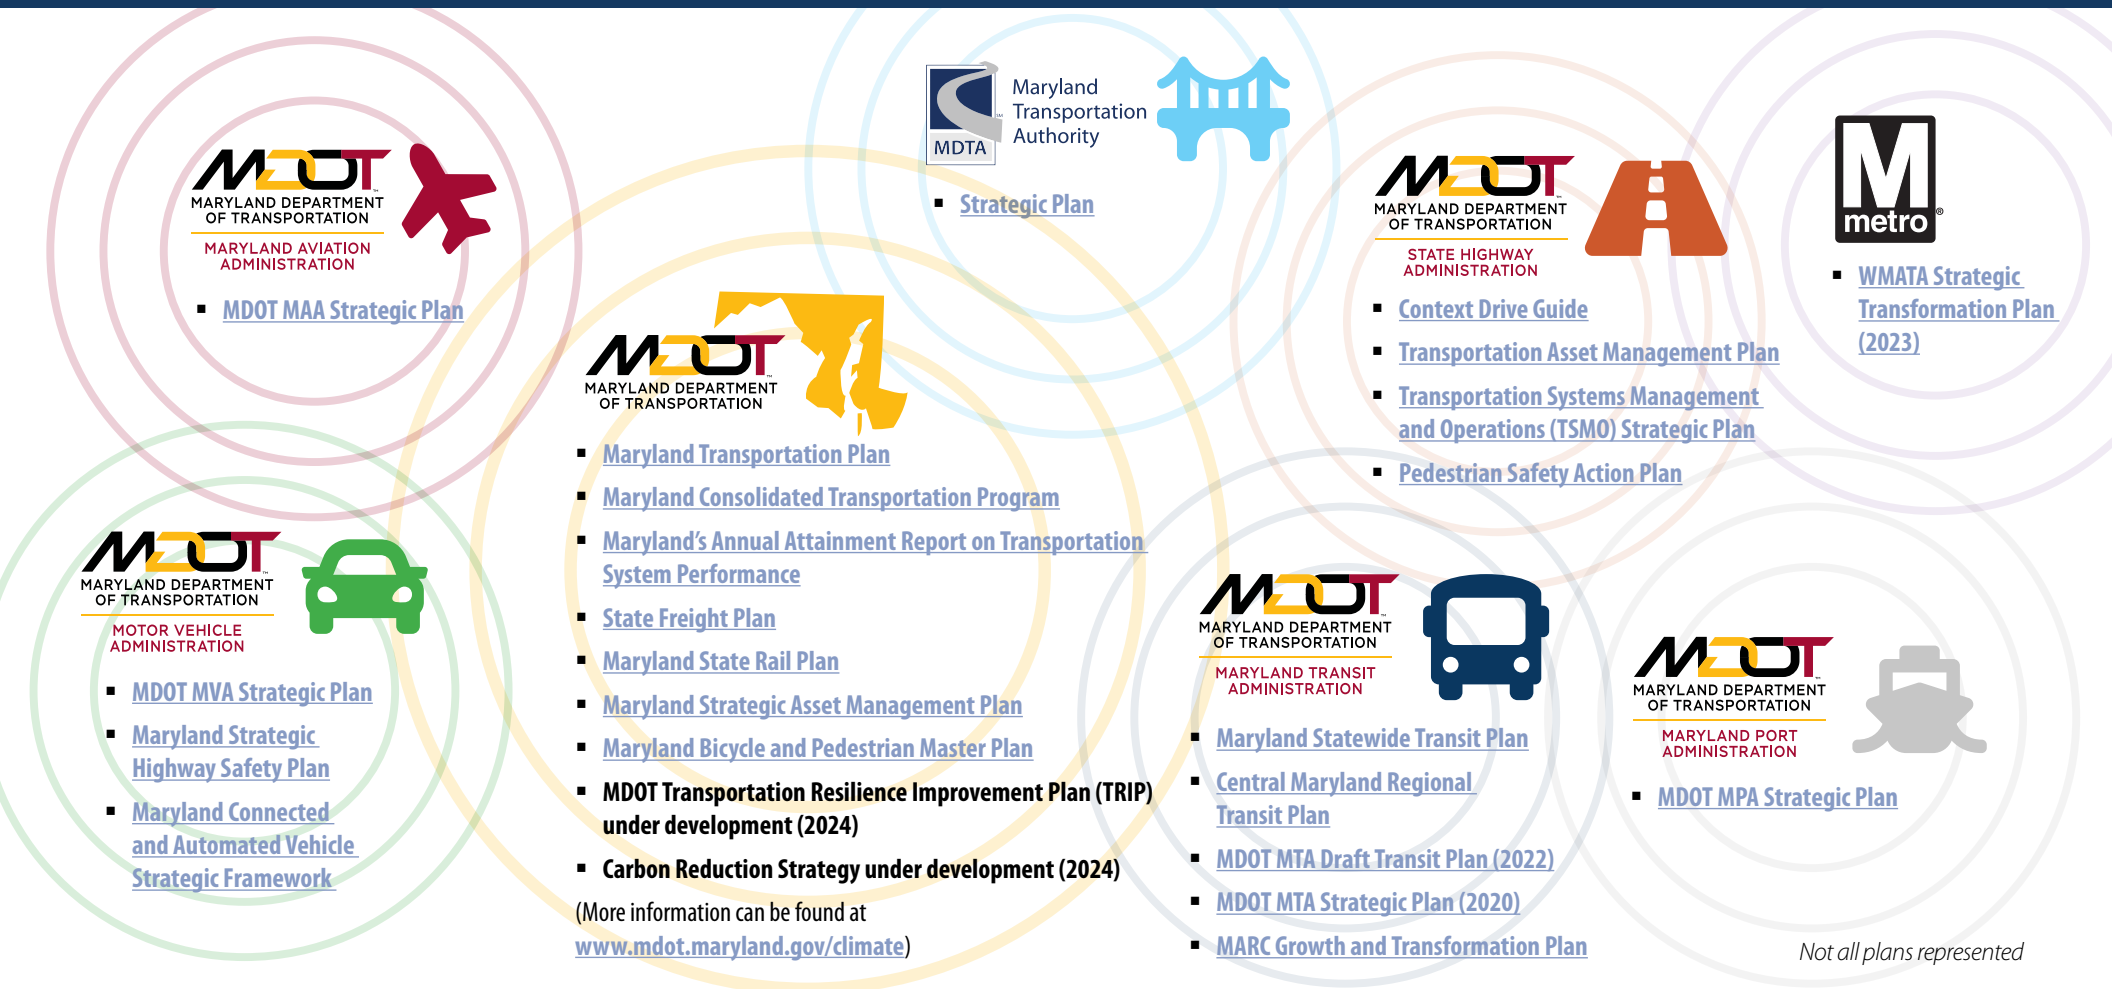 MDOT™
MARYLAND DEPARTMENT
OF TRANSPORTATION
MARYLAND AVIATION
ADMINISTRATION
▪ MDOT MAA Strategic Plan
MDOT™
MARYLAND DEPARTMENT
OF TRANSPORTATION
MOTOR VEHICLE
ADMINISTRATION
▪ MDOT MVA Strategic Plan
▪ Maryland Strategic
Highway Safety Plan
▪ Maryland Connected
and Automated Vehicle
Strategic Framework
MDOT™
MARYLAND DEPARTMENT
OF TRANSPORTATION
▪ Maryland Transportation Plan
▪ Maryland Consolidated Transportation Program
▪ Maryland's Annual Attainment Report on Transportation
System Performance
▪ State Freight Plan
▪ Maryland State Rail Plan
▪ Maryland Strategic Asset Management Plan
▪ Maryland Bicycle and Pedestrian Master Plan
▪ MDOT Transportation Resilience Improvement Plan (TRIP)
under development (2024)
▪ Carbon Reduction Strategy under development (2024)
(More information can be found at
www.mdot.maryland.gov/climate)
MDTA
Maryland
Transportation
Authority
▪ Strategic Plan
MDOT™
MARYLAND DEPARTMENT
OF TRANSPORTATION
STATE HIGHWAY
ADMINISTRATION
▪ Context Drive Guide
▪ Transportation Asset Management Plan
▪ Transportation Systems Management
and Operations (TSMO) Strategic Plan
▪ Pedestrian Safety Action Plan
M
metro®
▪ WMATA Strategic
Transformation Plan
(2023)
MDOT™
MARYLAND DEPARTMENT
OF TRANSPORTATION
MARYLAND TRANSIT
ADMINISTRATION
▪ Maryland Statewide Transit Plan
▪ Central Maryland Regional
Transit Plan
▪ MDOT MTA Draft Transit Plan (2022)
▪ MDOT MTA Strategic Plan (2020)
▪ MARC Growth and Transformation Plan
MDOT™
MARYLAND DEPARTMENT
OF TRANSPORTATION
MARYLAND PORT
ADMINISTRATION
▪ MDOT MPA Strategic Plan
Not all plans represented